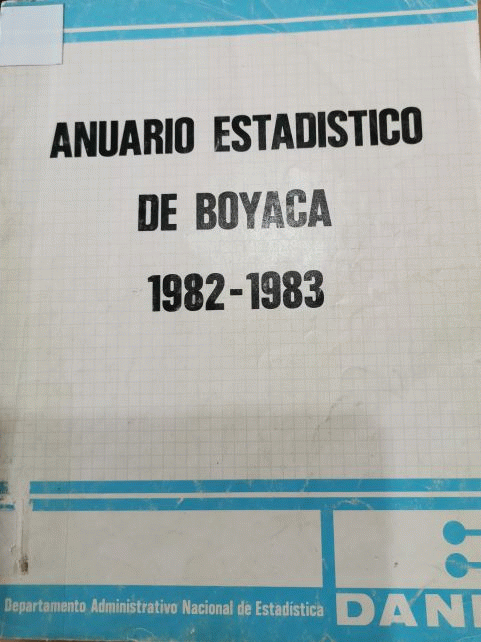 ANUARIO ESTADISTICO
DE BOYACA
1982-1983
Departamento Administrativo Nacional de Estadística
DAN